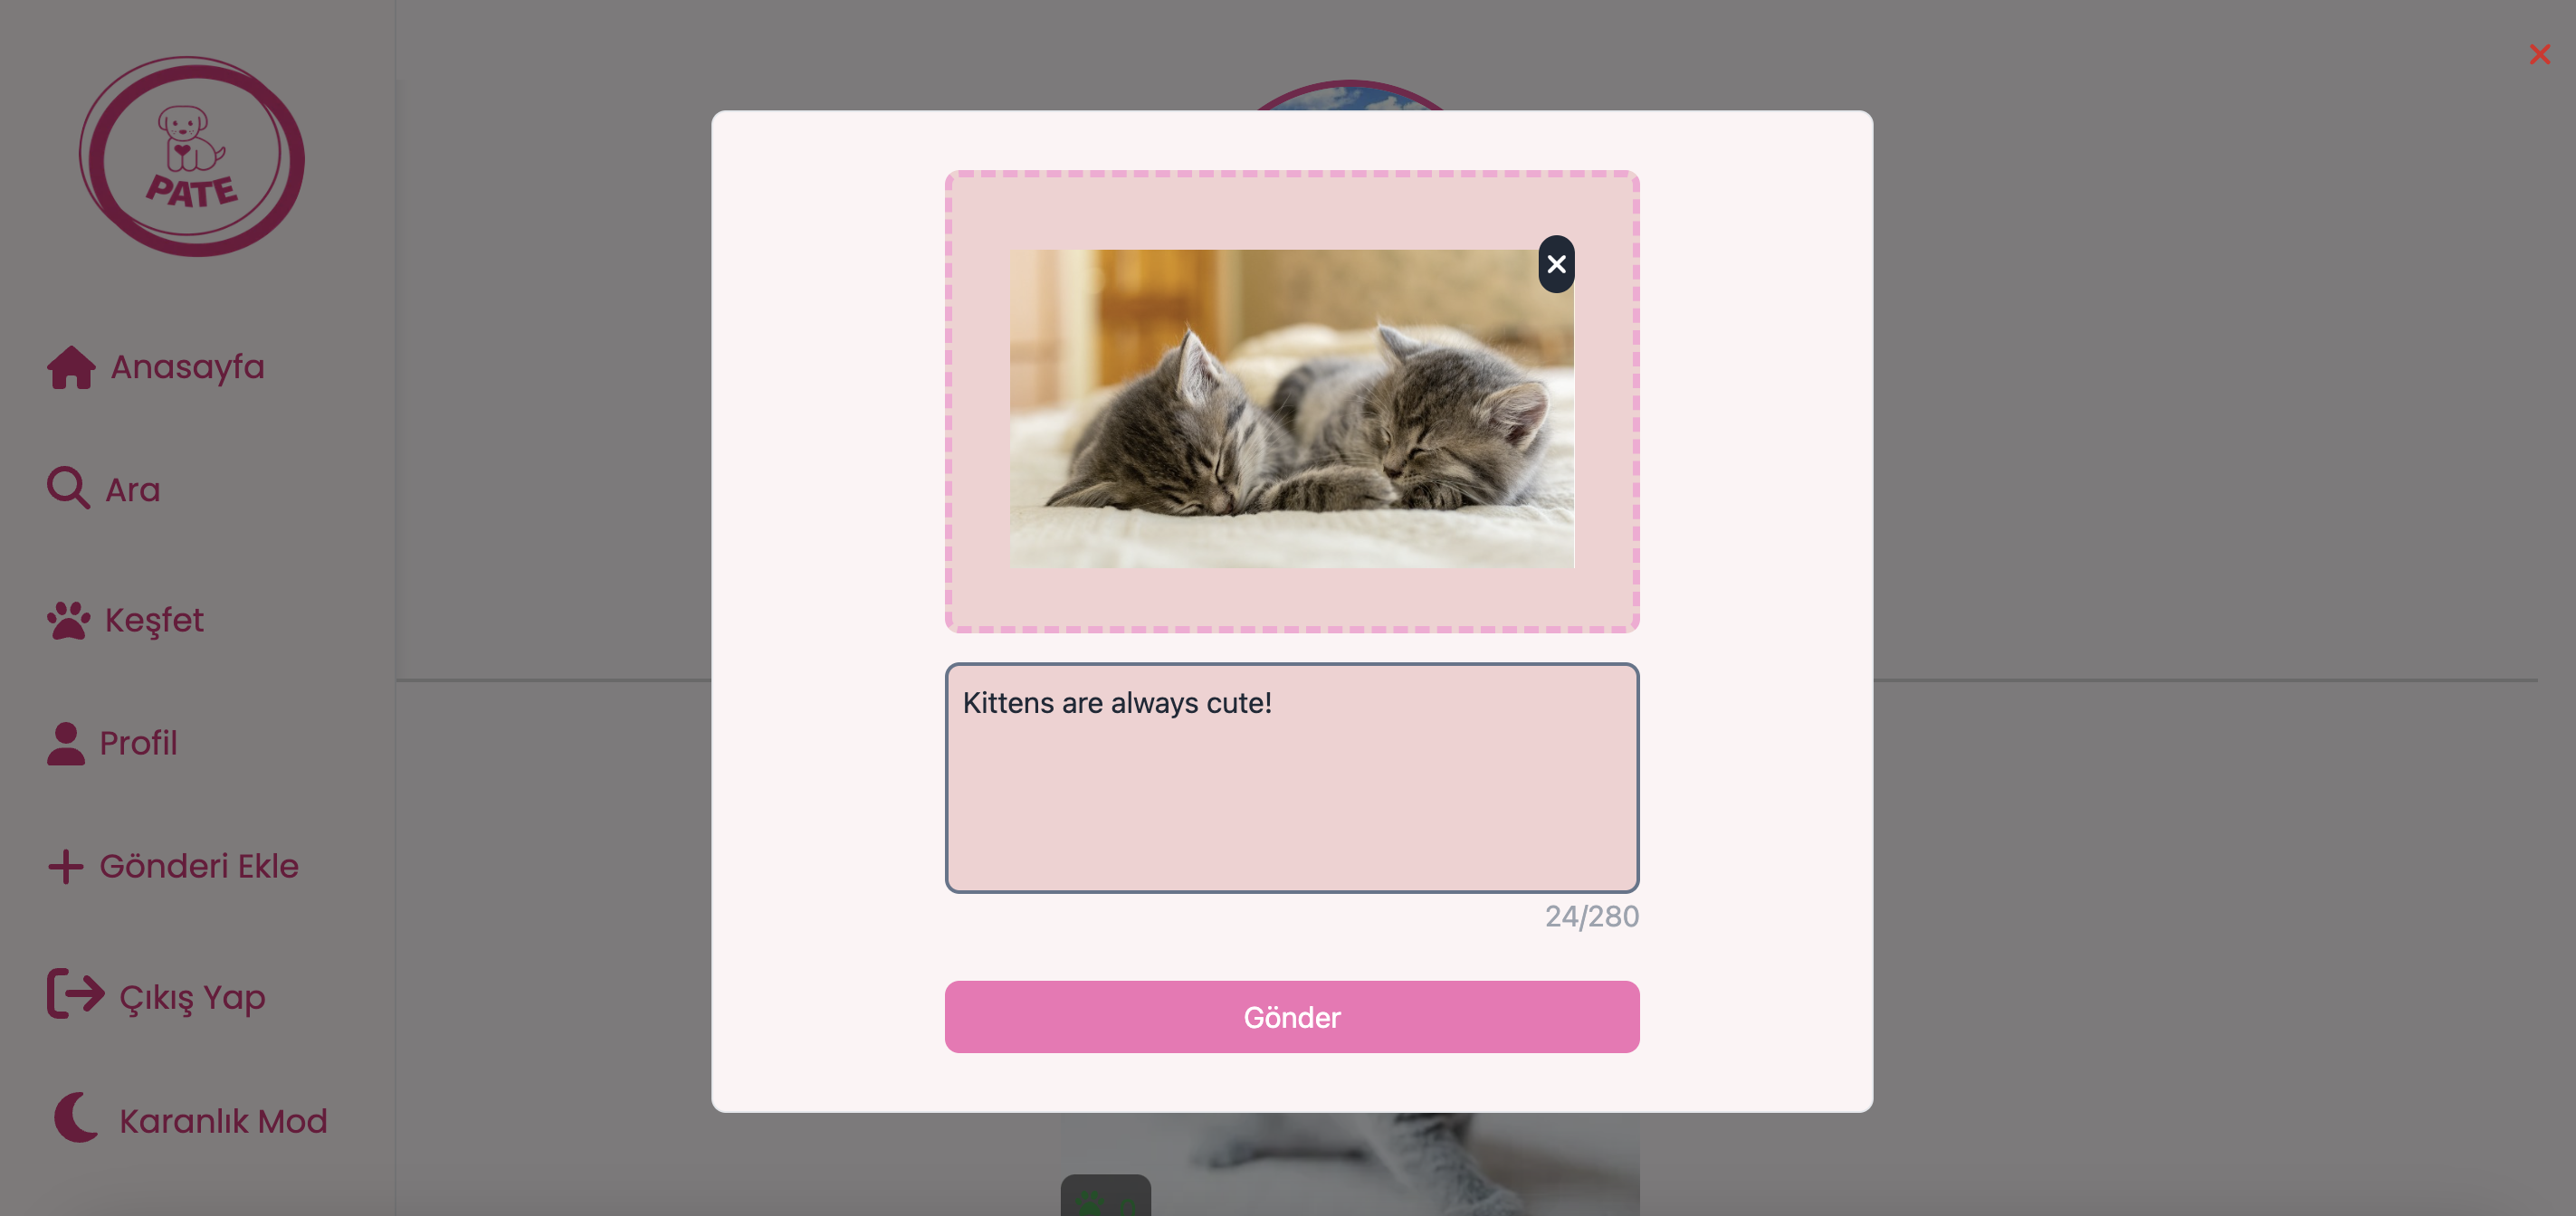 PATE
Anasayfa
Ara
Keşfet
Profil
Gönderi Ekle
Çıkış Yap
Karanlık Mod
Kittens are always cute!
24/280
Gönder